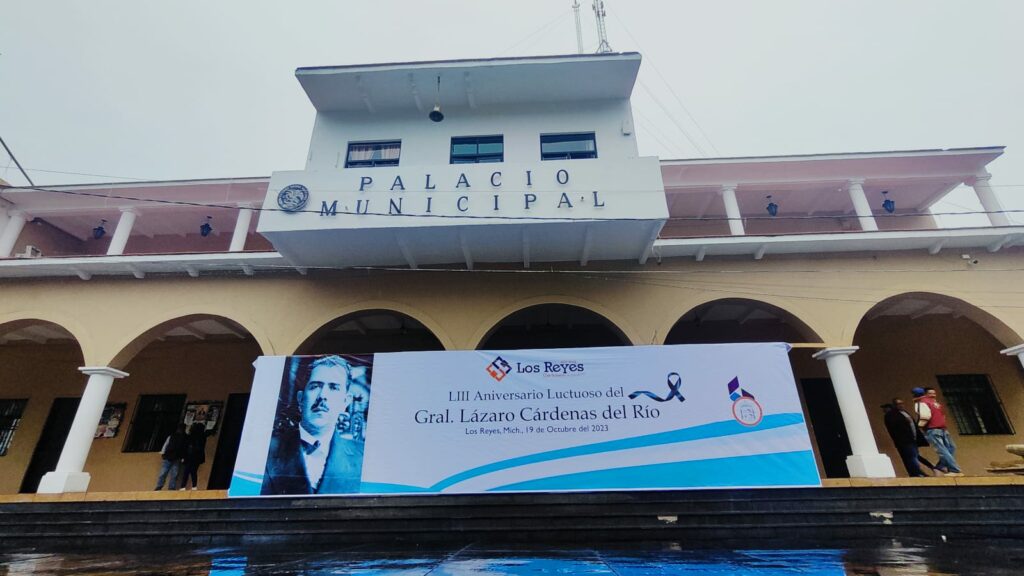 PALACIO
MUNICIPAL
Los Reyes
LIII Aniversario Luctuoso del
Gral. Lázaro Cárdenas del Río
Los Reyes, Mich., 19 de Octubre del 2023